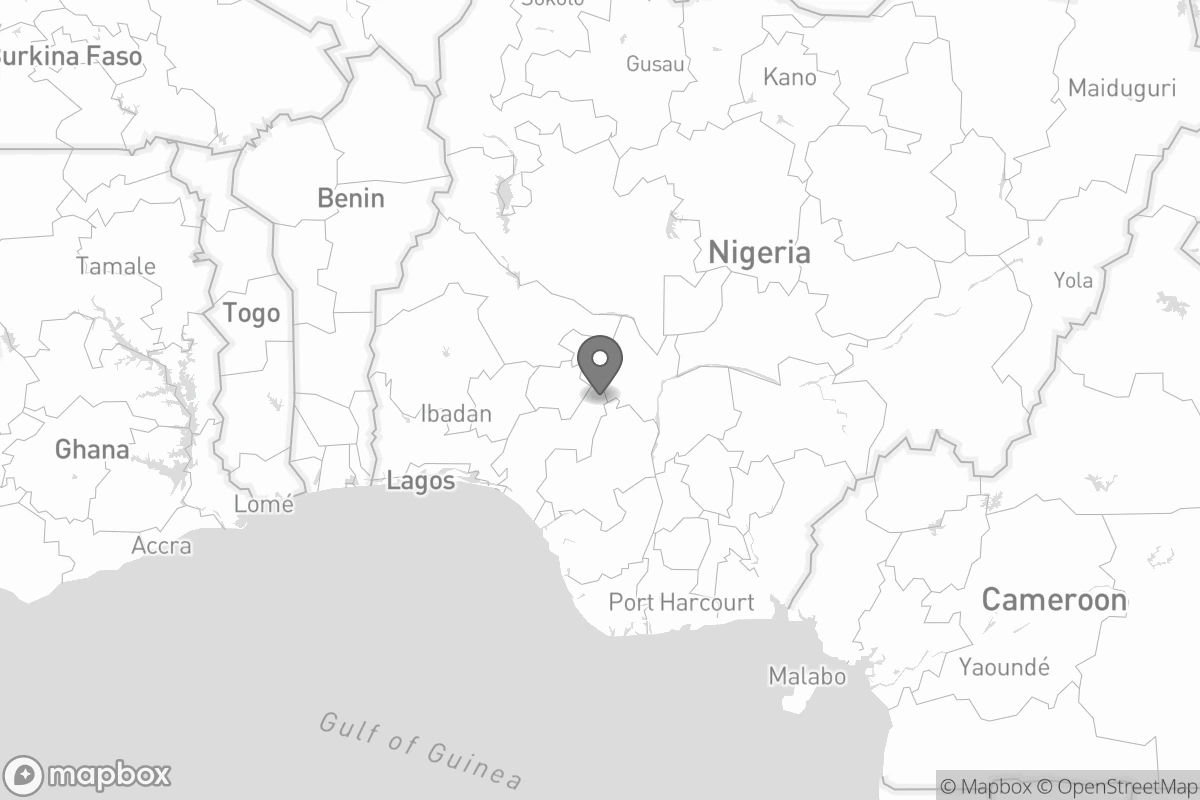 Sokoto
Burkina Faso
Gusau
Kano
Maiduguri
Benin
Nigeria
Tamale
Yola
Togo
Ibadan
Ghana
Lagos
Lomé
Accra
Port Harcourt
Cameroon
Yaoundé
Malabo
Gulf of Guinea
mapbox
© Mapbox © OpenStreetMap